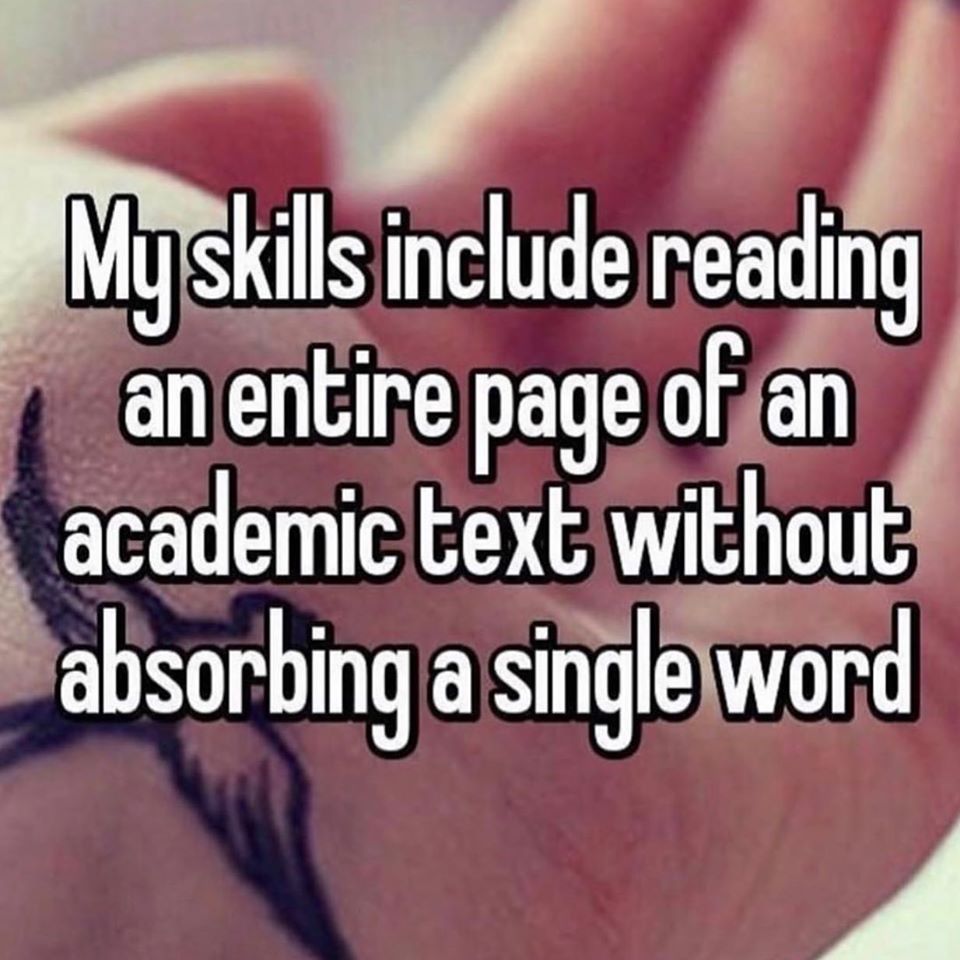 My skills include reading
an entire page of an
academic text without
absorbing a single word